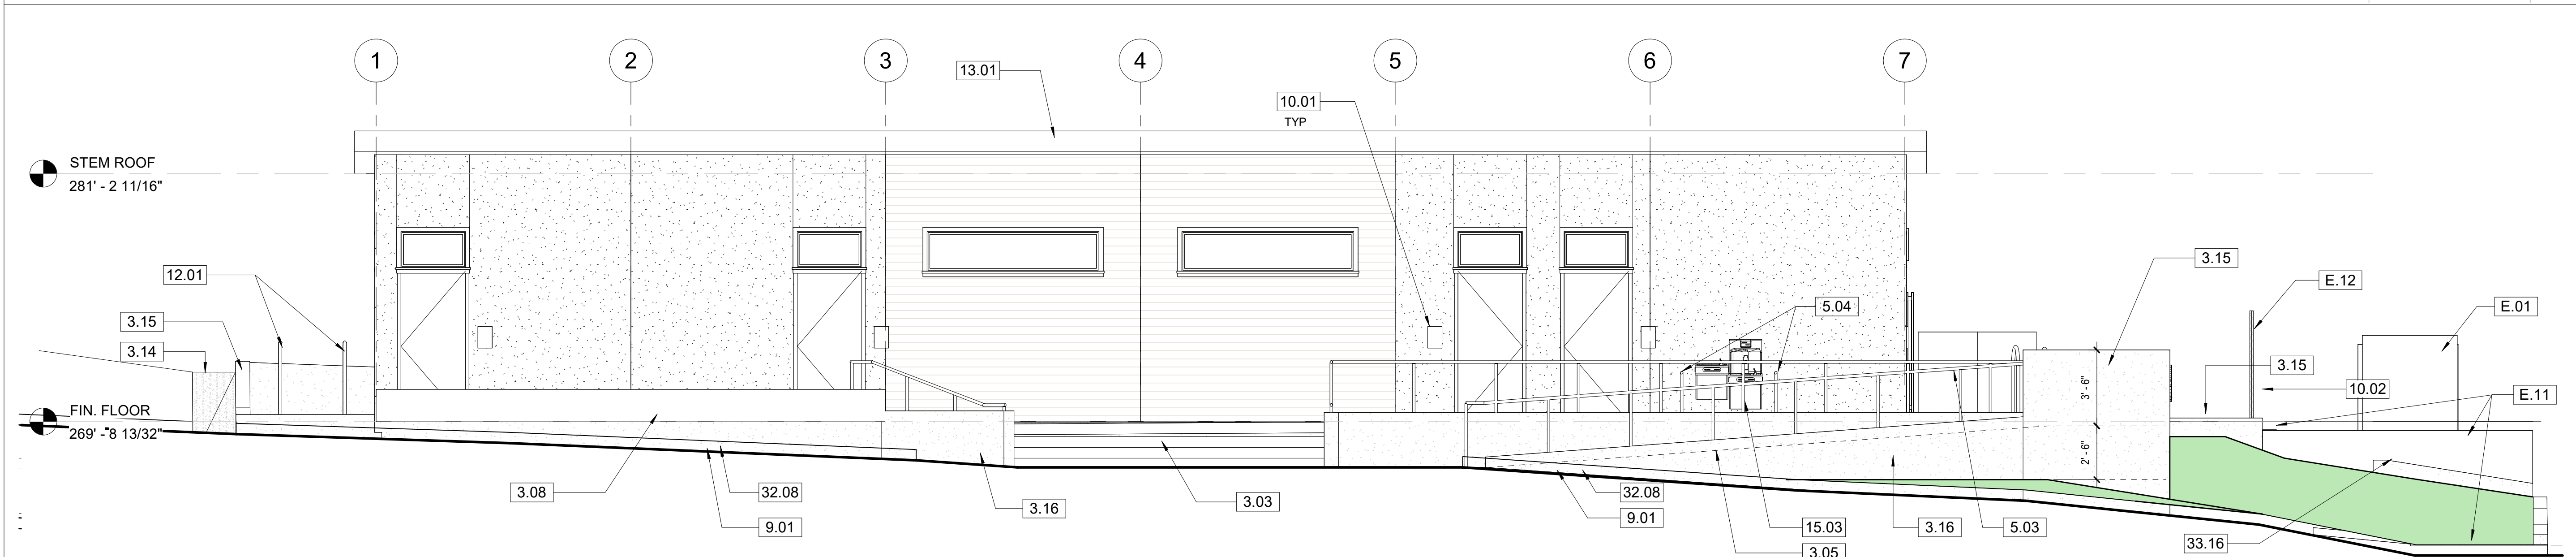 1
2
3
4
5
6
7
13.01
10.01
TYP
STEM ROOF
281' - 2 11/16"
12.01
3.15
3.14
FIN. FLOOR
269' - 8 13/32"
3.08
32.08
9.01
3.16
3.03
5.04
3.15
E.12
E.01
3.15
10.02
E.11
3' - 6"
2' - 6"
32.08
9.01
15.03
3.05
3.16
5.03
33.16